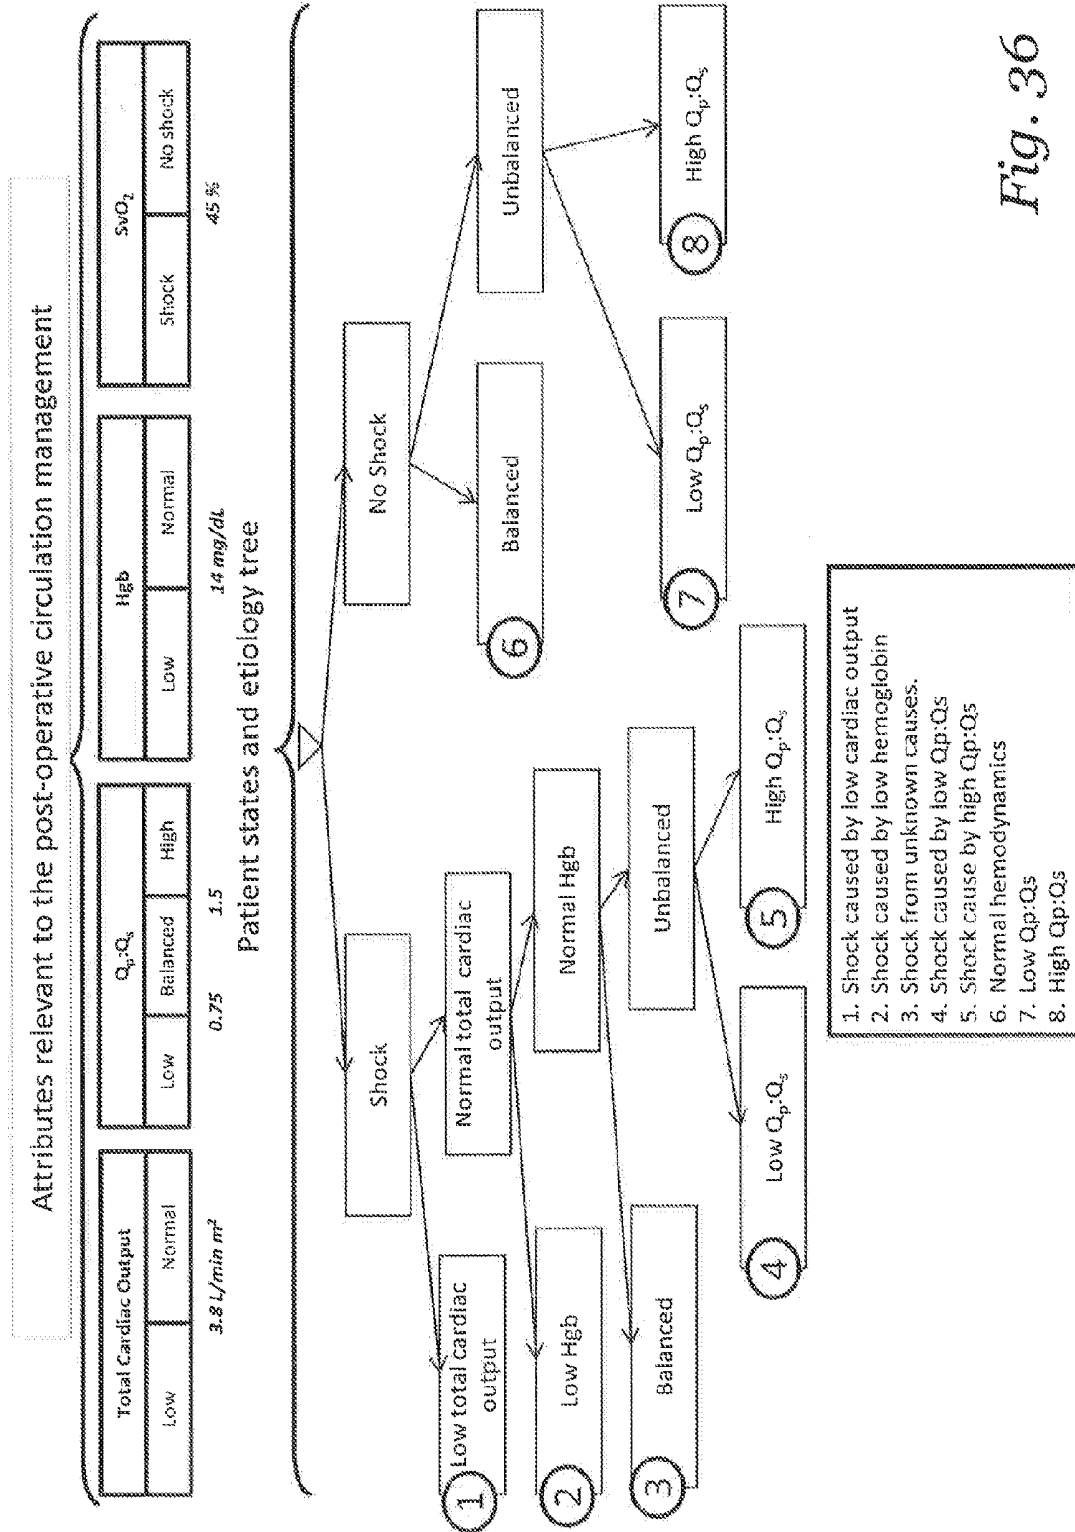 Attributes relevant to the post-operative circulation management
Total Cardiac Output
Low
Normal
3.8 L/min m²
Qp:Qs
Low
Balanced
High
0.75
1.5
Hgb
Low
Normal
14 mg/dL
SvO₂
Shock
No shock
45 %
Patient states and etiology tree
Shock
No Shock
Low total cardiac
output
1
Normal total cardiac
output
Balanced
6
Unbalanced
Low Hgb
2
Normal Hgb
Balanced
3
Unbalanced
Low Qp:Qs
7
High Qp:Qs
8
Low Qp:Qs
4
High Qp:Qs
5
1. Shock caused by low cardiac output
2. Shock caused by low hemoglobin
3. Shock from unknown causes.
4. Shock caused by low Qp:Qs
5. Shock cause by high Qp:Qs
6. Normal hemodynamics
7. Low Qp:Qs
8. High Qp:Qs
Fig. 36